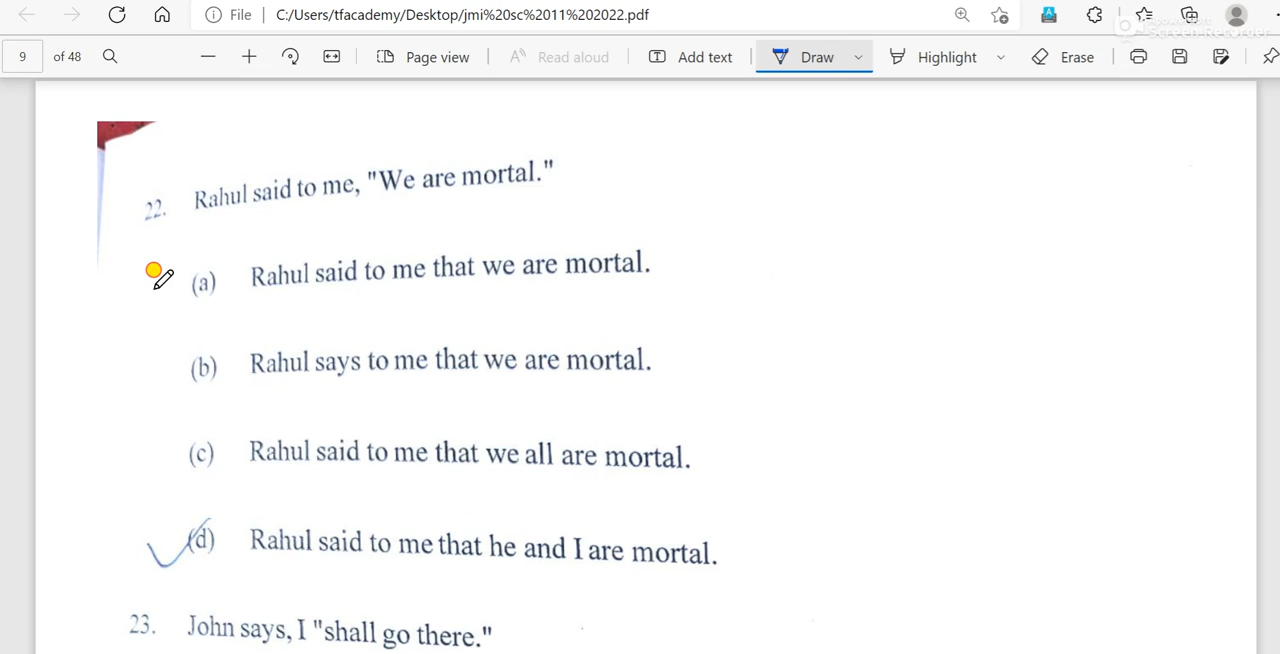 File C:/Users/tfacademy/Desktop/jmi%20sc%2011%202022.pdf
Screen Recorder
9 of 48 Page view Read aloud Add text Draw Highlight Erase
22. Rahul said to me, "We are mortal."
(a) Rahul said to me that we are mortal.
(b) Rahul says to me that we are mortal.
(c) Rahul said to me that we all are mortal.
(d) Rahul said to me that he and I are mortal.
23. John says, I "shall go there."